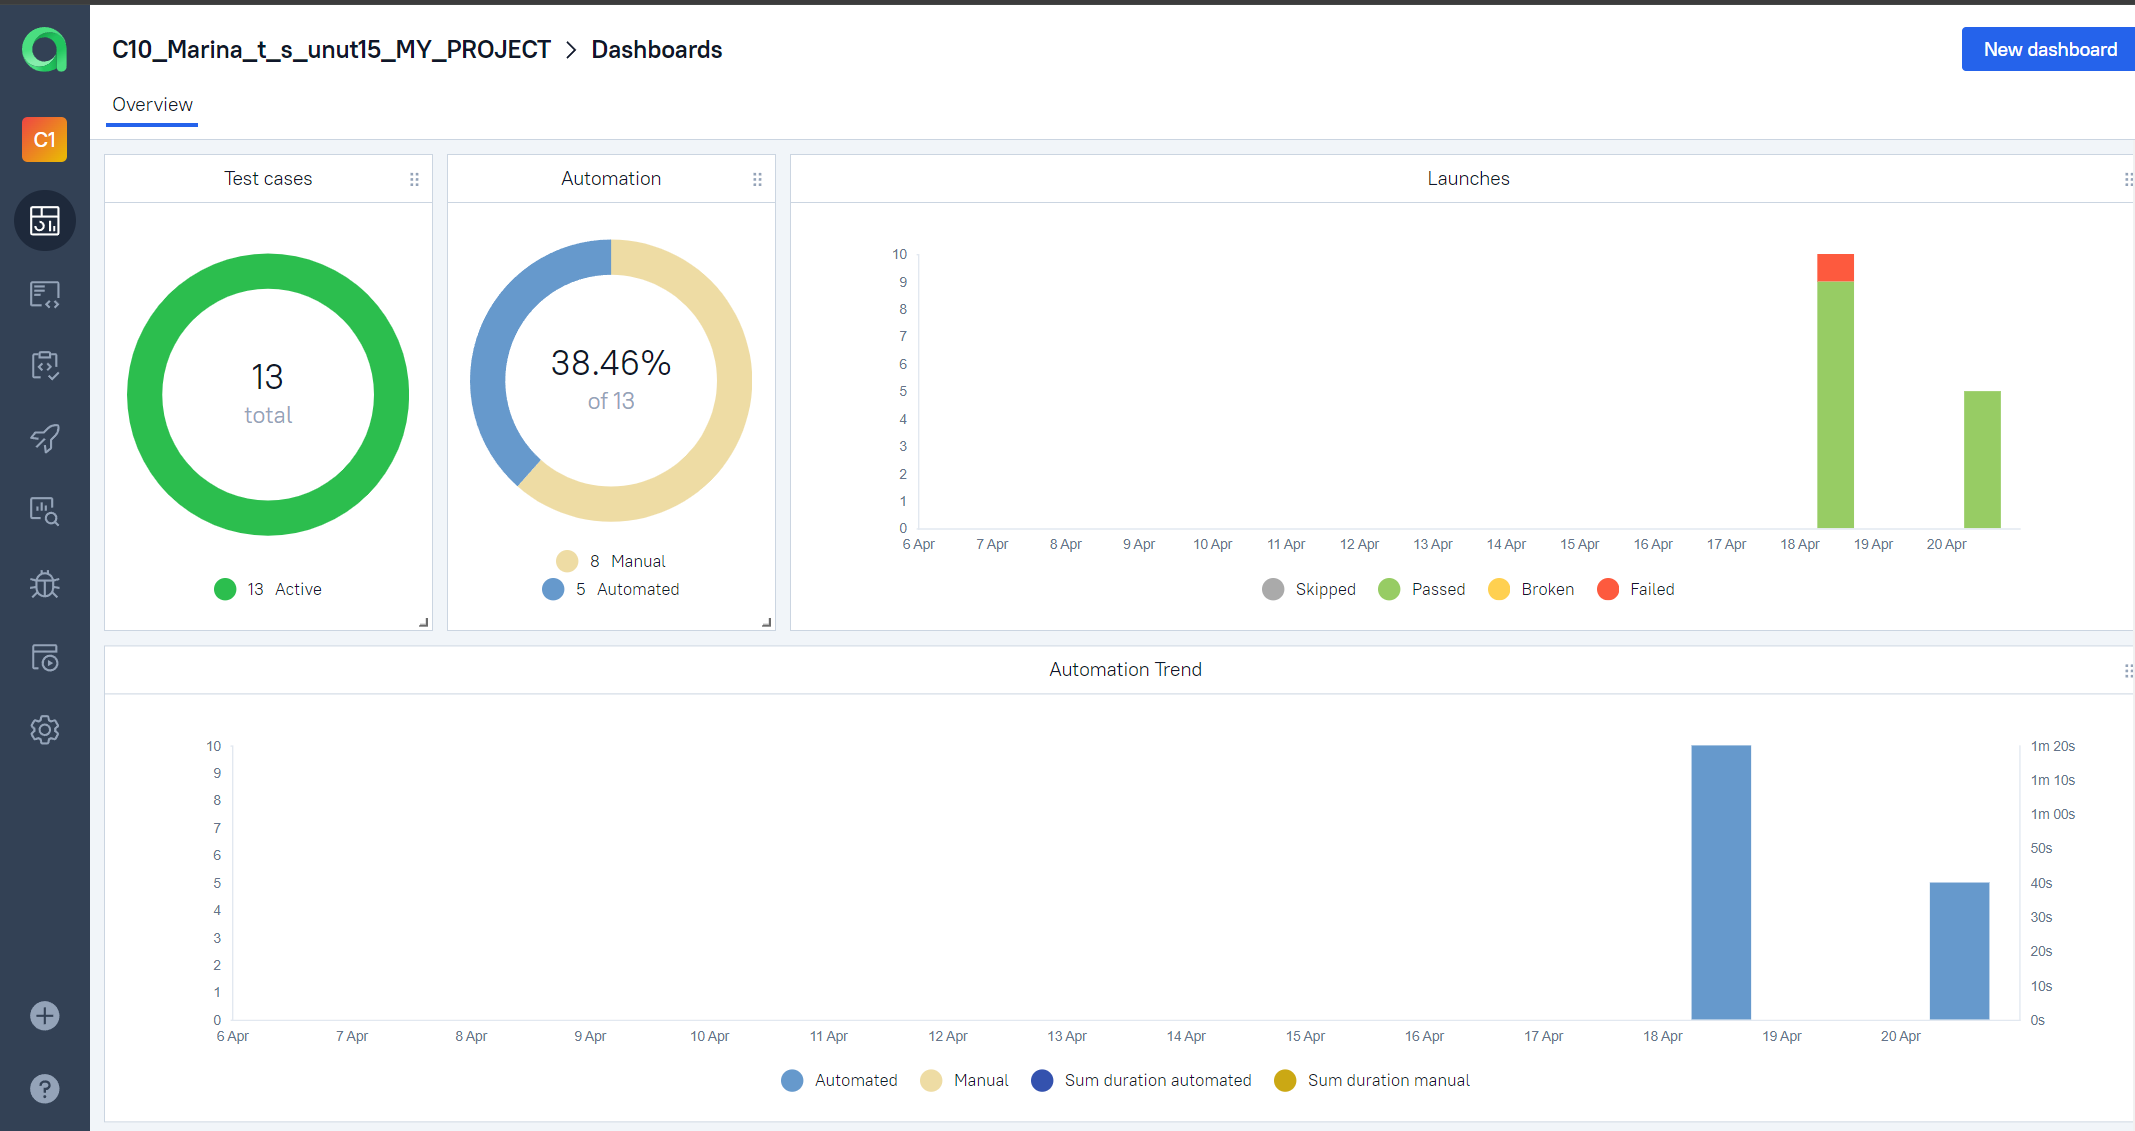 C10_Marina_t_s_unut15_MY_PROJECT > Dashboards
New dashboard
Overview
C1
Test cases
13
total
13 Active
Automation
38.46%
of 13
8 Manual
5 Automated
Launches
10
9
8
7
6
5
4
3
2
1
0
6 Apr 7 Apr 8 Apr 9 Apr 10 Apr 11 Apr 12 Apr 13 Apr 14 Apr 15 Apr 16 Apr 17 Apr 18 Apr 19 Apr 20 Apr
Skipped Passed Broken Failed
Automation Trend
10
9
8
7
6
5
4
3
2
1
0
1m 20s
1m 10s
1m 00s
50s
40s
30s
20s
10s
0s
6 Apr 7 Apr 8 Apr 9 Apr 10 Apr 11 Apr 12 Apr 13 Apr 14 Apr 15 Apr 16 Apr 17 Apr 18 Apr 19 Apr 20 Apr
Automated Manual Sum duration automated Sum duration manual